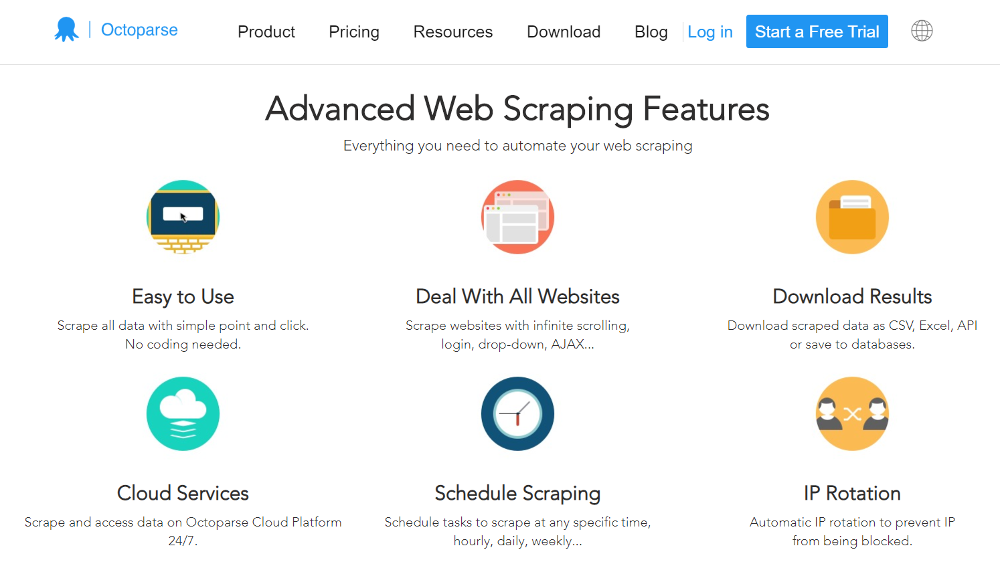 Octoparse
Product Pricing Resources Download Blog Log in Start a Free Trial
Advanced Web Scraping Features
Everything you need to automate your web scraping
Easy to Use
Scrape all data with simple point and click.
No coding needed.
Deal With All Websites
Scrape websites with infinite scrolling,
login, drop-down, AJAX...
Download Results
Download scraped data as CSV, Excel, API
or save to databases.
Cloud Services
Scrape and access data on Octoparse Cloud Platform
24/7.
Schedule Scraping
Schedule tasks to scrape at any specific time,
hourly, daily, weekly...
IP Rotation
Automatic IP rotation to prevent IP
from being blocked.